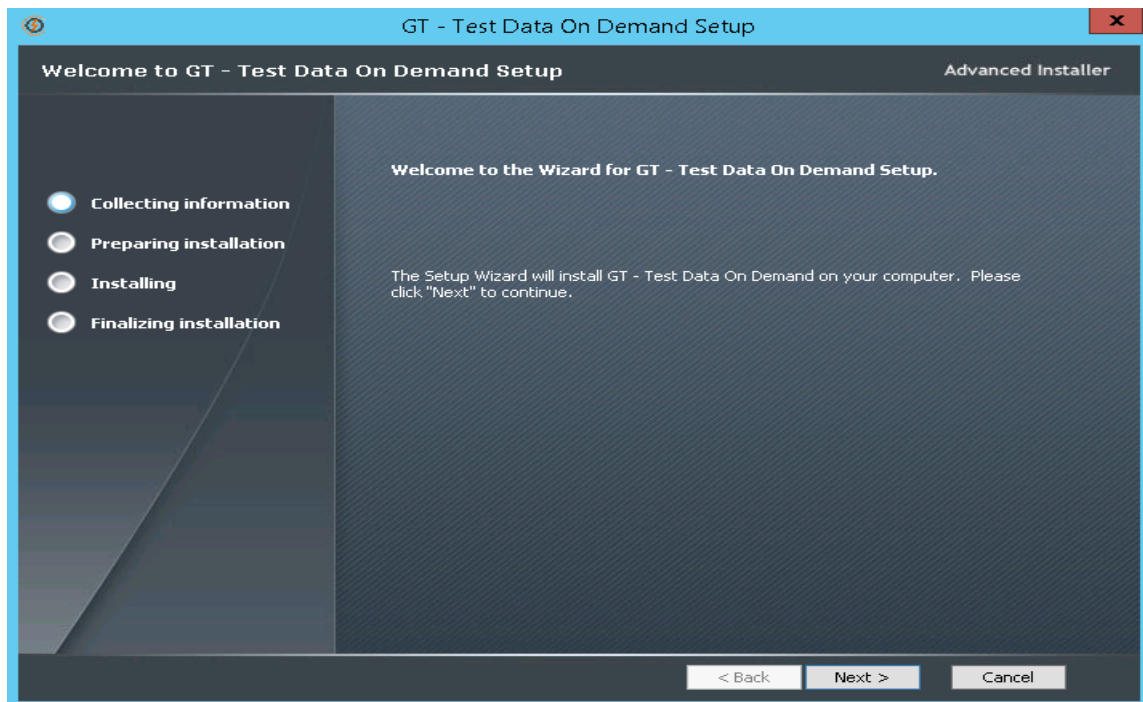 GT - Test Data On Demand Setup
x
Welcome to GT - Test Data On Demand Setup
Advanced Installer
Welcome to the Wizard for GT - Test Data On Demand Setup.
Collecting information
Preparing installation
Installing
Finalizing installation
The Setup Wizard will install GT - Test Data On Demand on your computer.  Please
click "Next" to continue.
< Back
Next >
Cancel